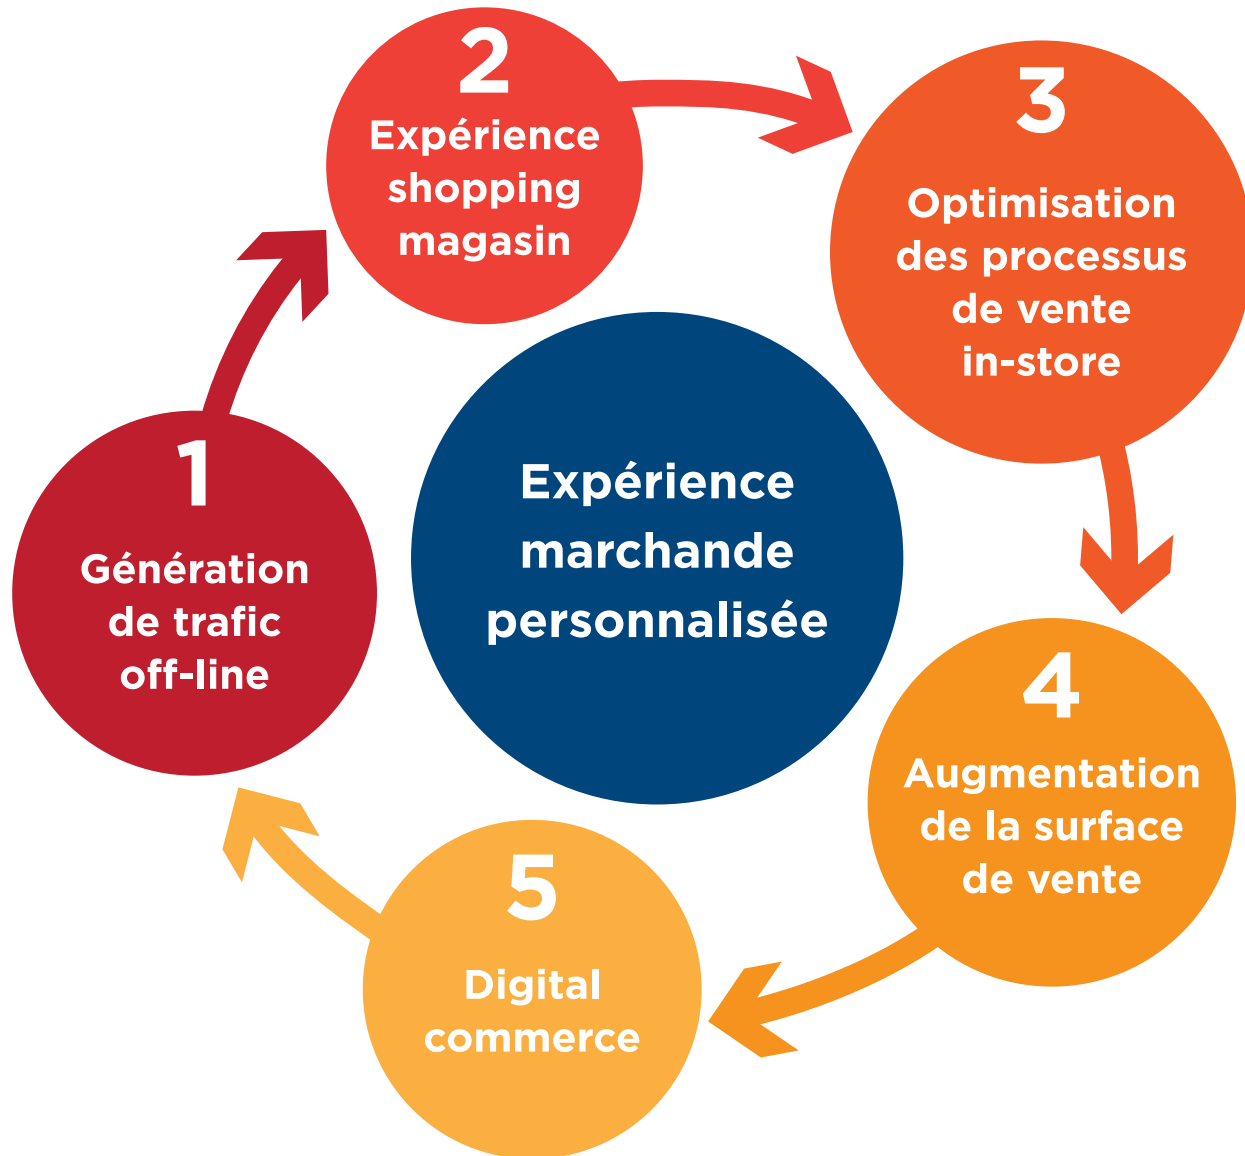 1
Génération
de trafic
off-line
2
Expérience
shopping
magasin
3
Optimisation
des processus
de vente
in-store
4
Augmentation
de la surface
de vente
5
Digital
commerce
Expérience
marchande
personnalisée